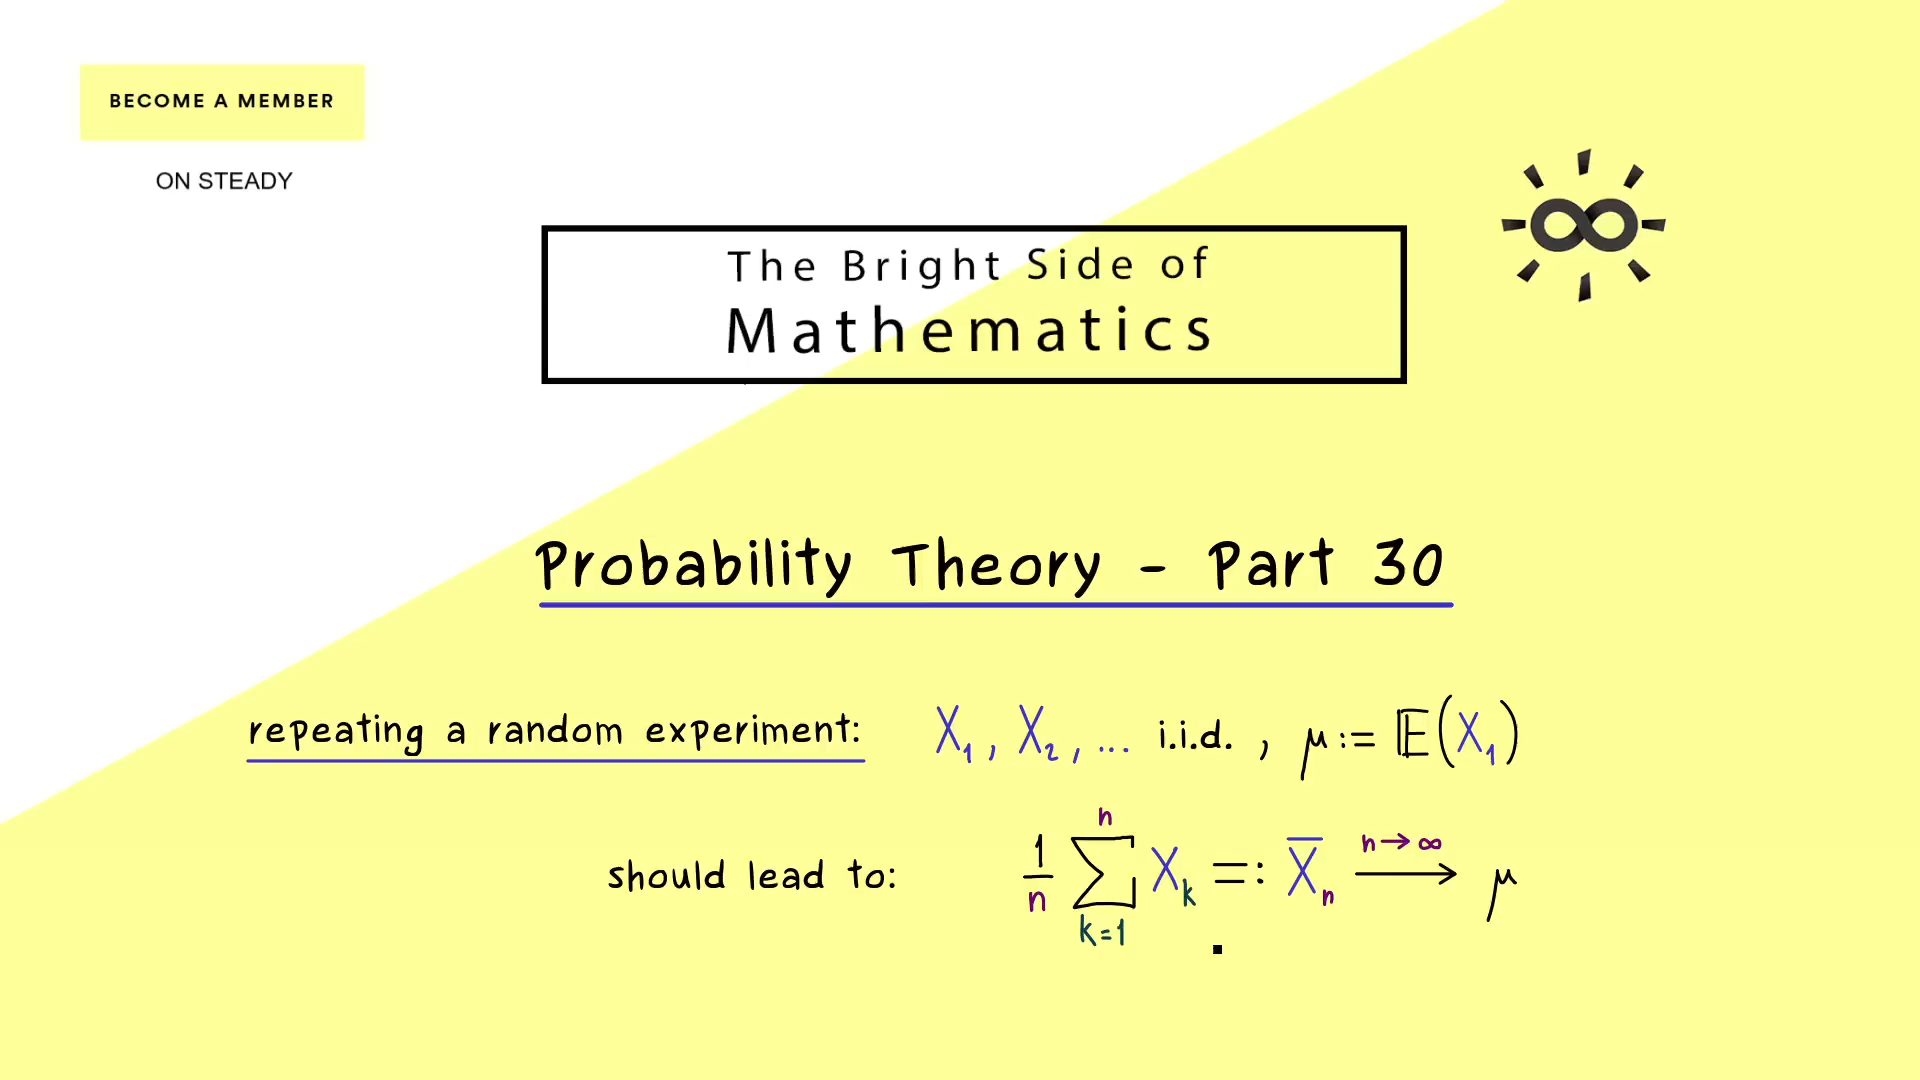 BECOME A MEMBER
ON STEADY
The Bright Side of
Mathematics
Probability Theory - Part 30
repeating a random experiment: X₁, X₂, ... i.i.d. , μ := 𝔼(X₁)
should lead to: 1/n ∑_{k=1}^{n} X_k =: X̄_n \xrightarrow{n→∞} μ